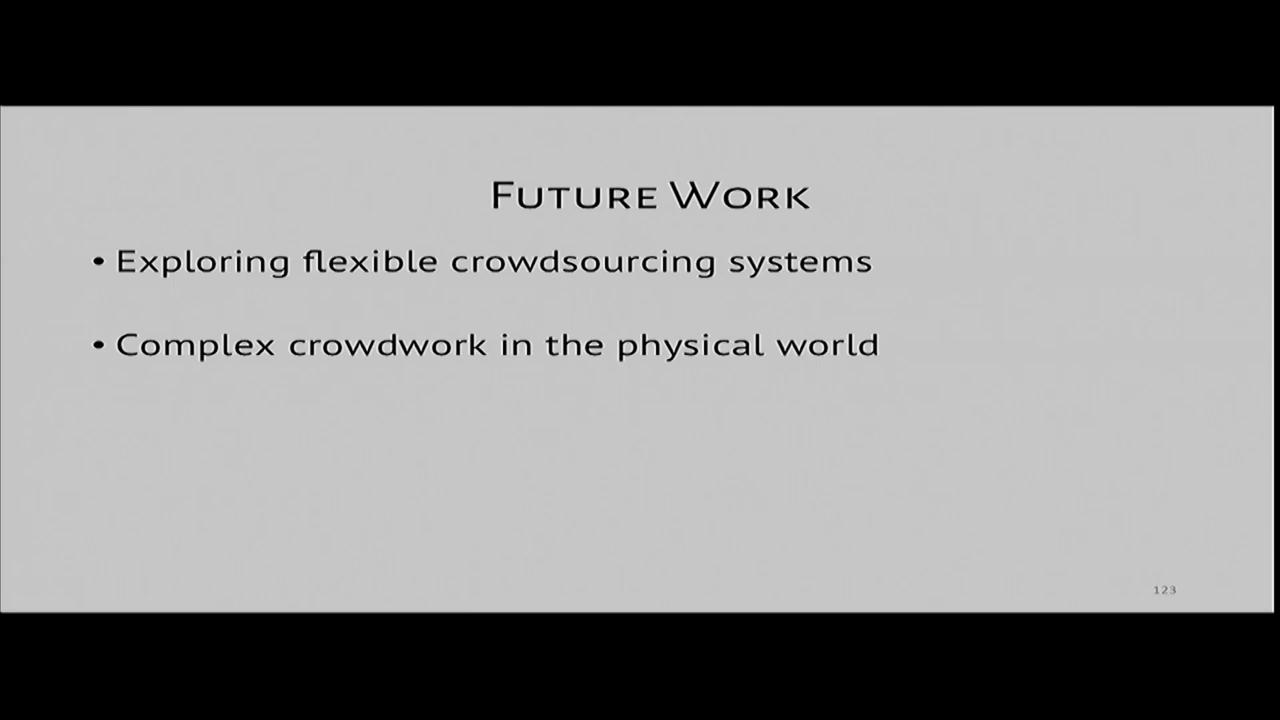 Future Work
• Exploring flexible crowdsourcing systems
• Complex crowdwork in the physical world
123